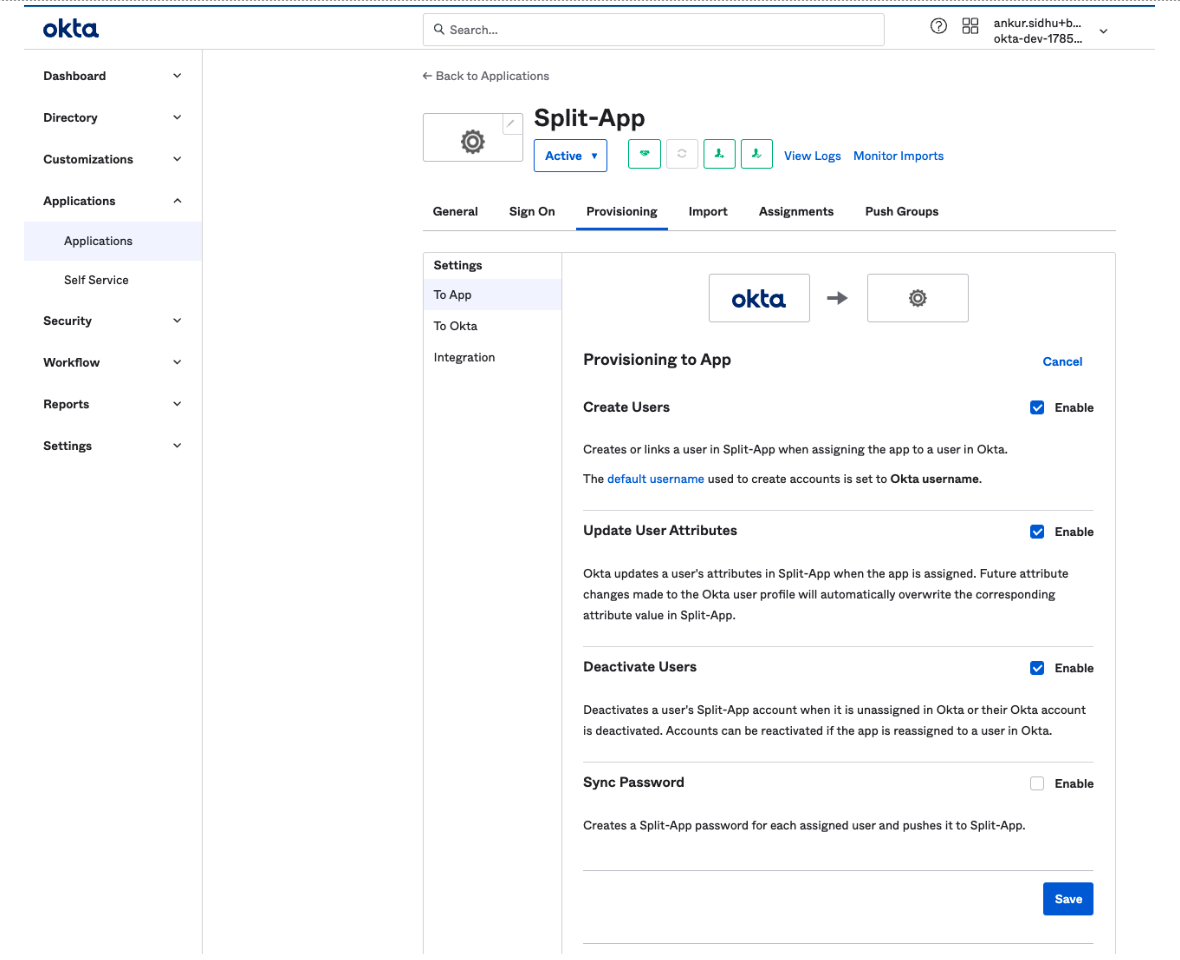 okta
Search...
ankur.sidhu+b...
okta-dev-1785...
Dashboard
Directory
Customizations
Applications
Applications
Self Service
Security
Workflow
Reports
Settings
← Back to Applications
Split-App
Active
View Logs
Monitor Imports
General
Sign On
Provisioning
Import
Assignments
Push Groups
Settings
To App
To Okta
Integration
okta
Provisioning to App
Cancel
Create Users
Enable
Creates or links a user in Split-App when assigning the app to a user in Okta.
The default username used to create accounts is set to Okta username.
Update User Attributes
Enable
Okta updates a user's attributes in Split-App when the app is assigned. Future attribute
changes made to the Okta user profile will automatically overwrite the corresponding
attribute value in Split-App.
Deactivate Users
Enable
Deactivates a user's Split-App account when it is unassigned in Okta or their Okta account
is deactivated. Accounts can be reactivated if the app is reassigned to a user in Okta.
Sync Password
Enable
Creates a Split-App password for each assigned user and pushes it to Split-App.
Save